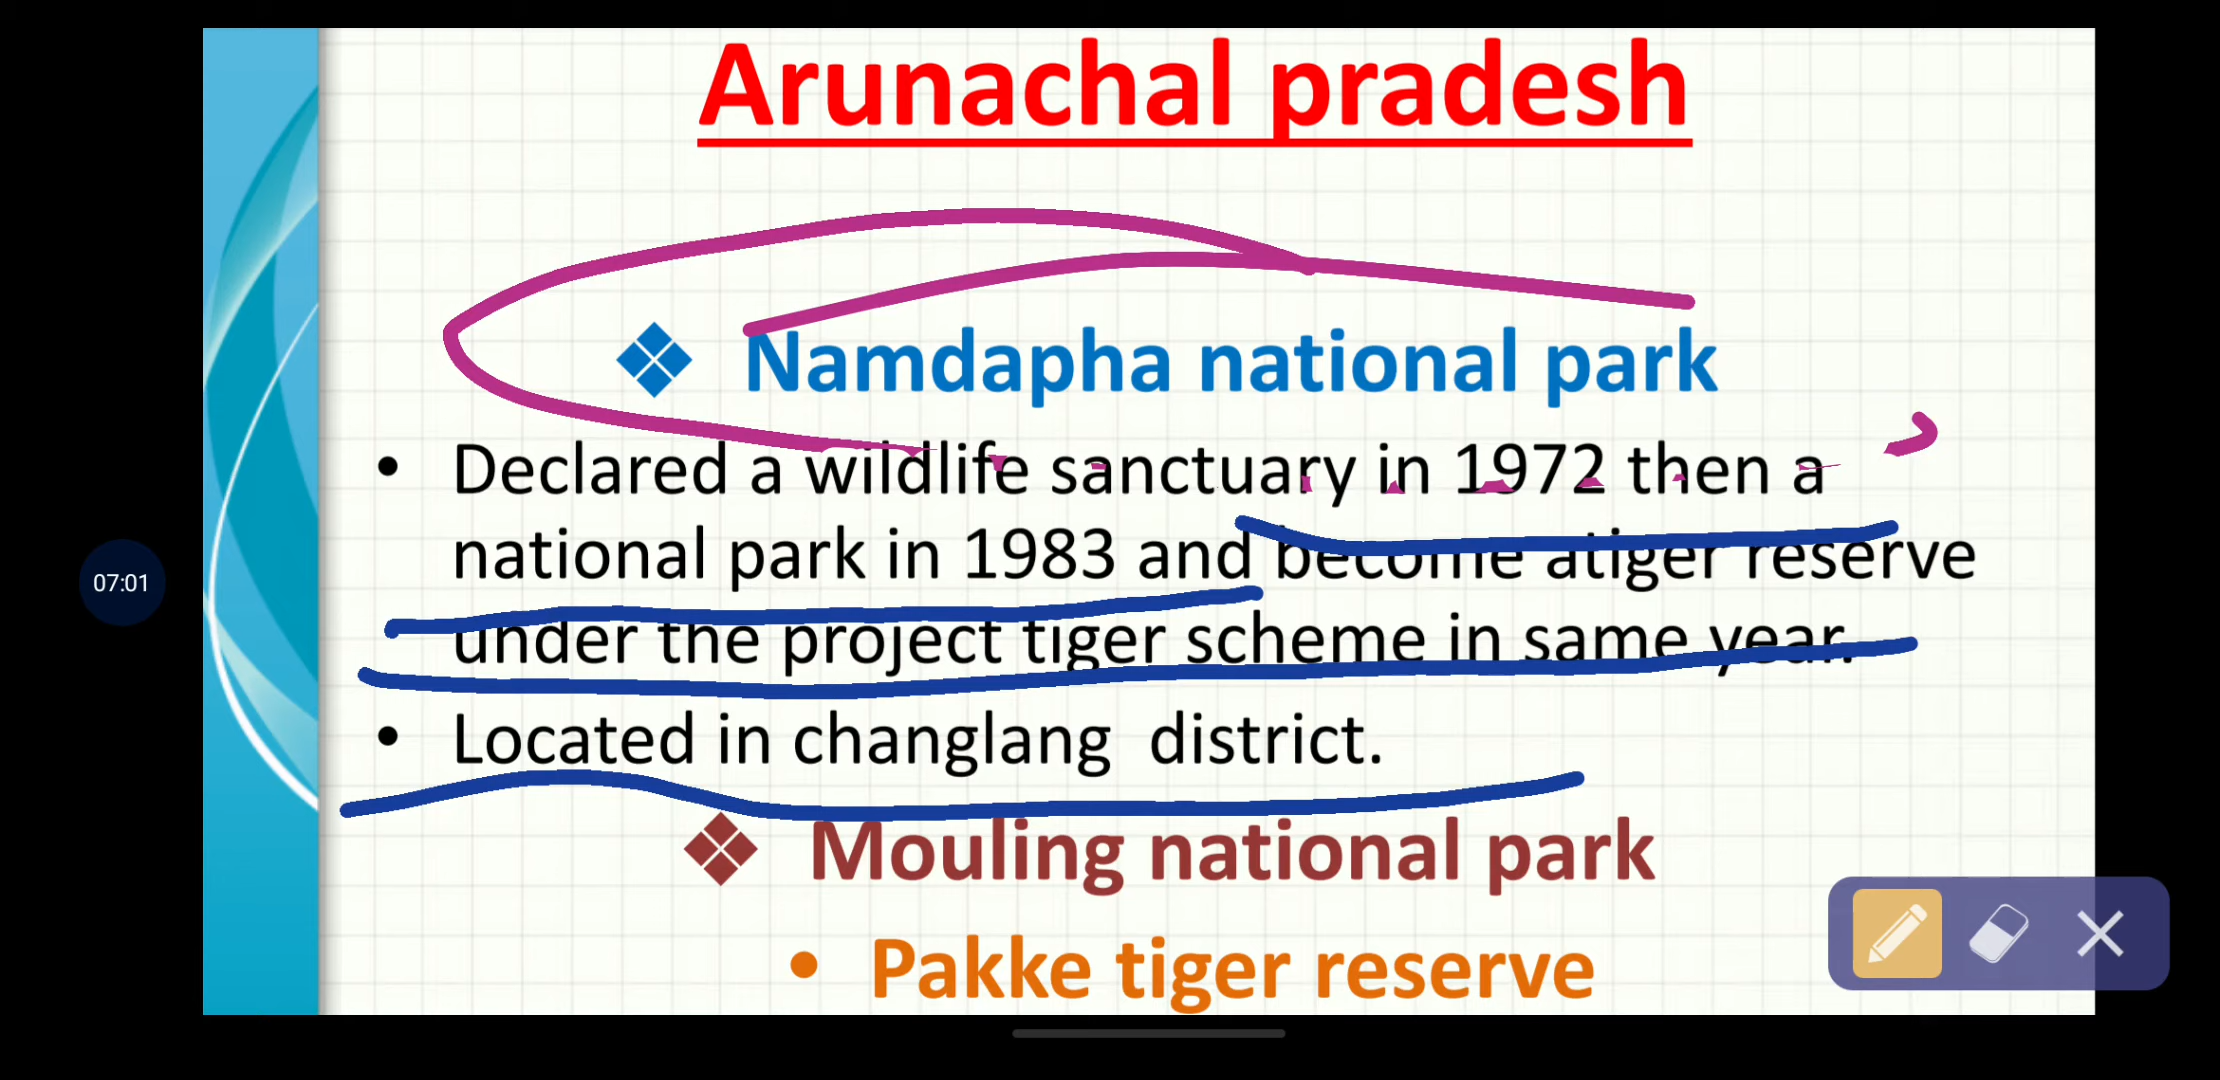 Arunachal pradesh
❖ Namdapha national park
• Declared a wildlife sanctuary in 1972 then a
national park in 1983 and become atiger reserve
under the project tiger scheme in same year.
• Located in changlang district.
❖ Mouling national park
• Pakke tiger reserve
07:01